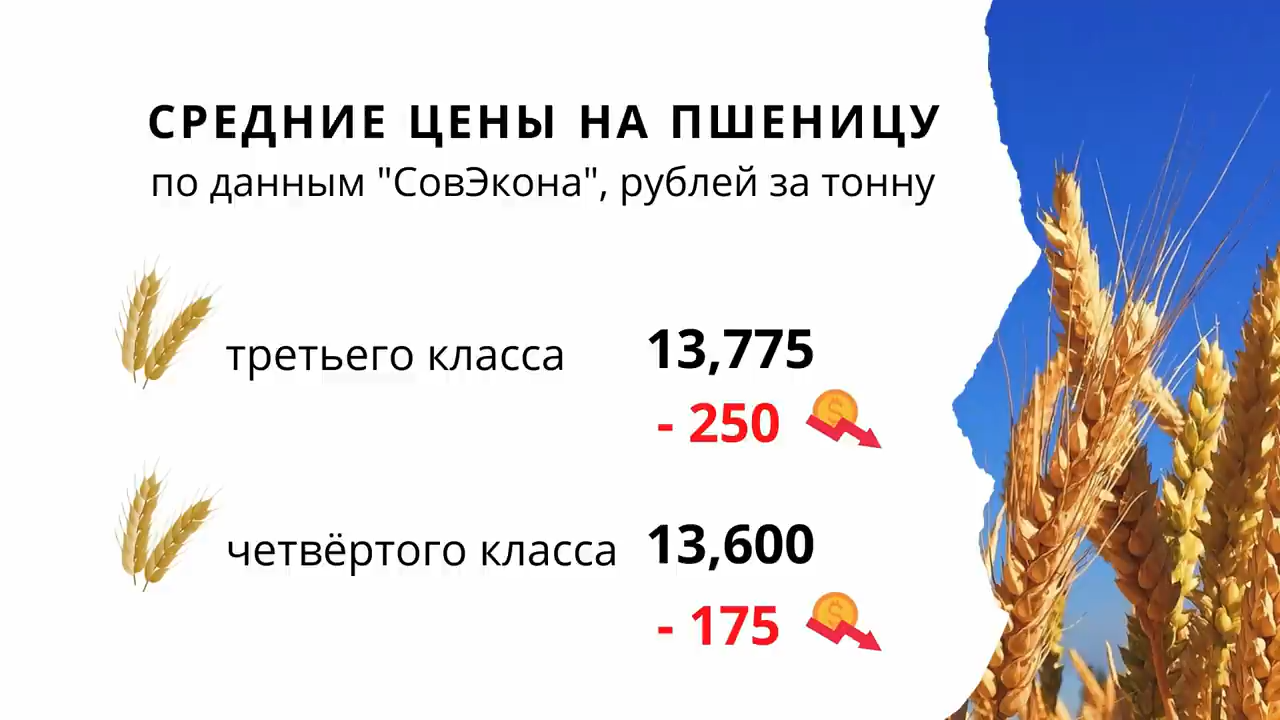 СРЕДНИЕ ЦЕНЫ НА ПШЕНИЦУ
по данным "СовЭкона", рублей за тонну
третьего класса 13,775
- 250
четвёртого класса 13,600
- 175